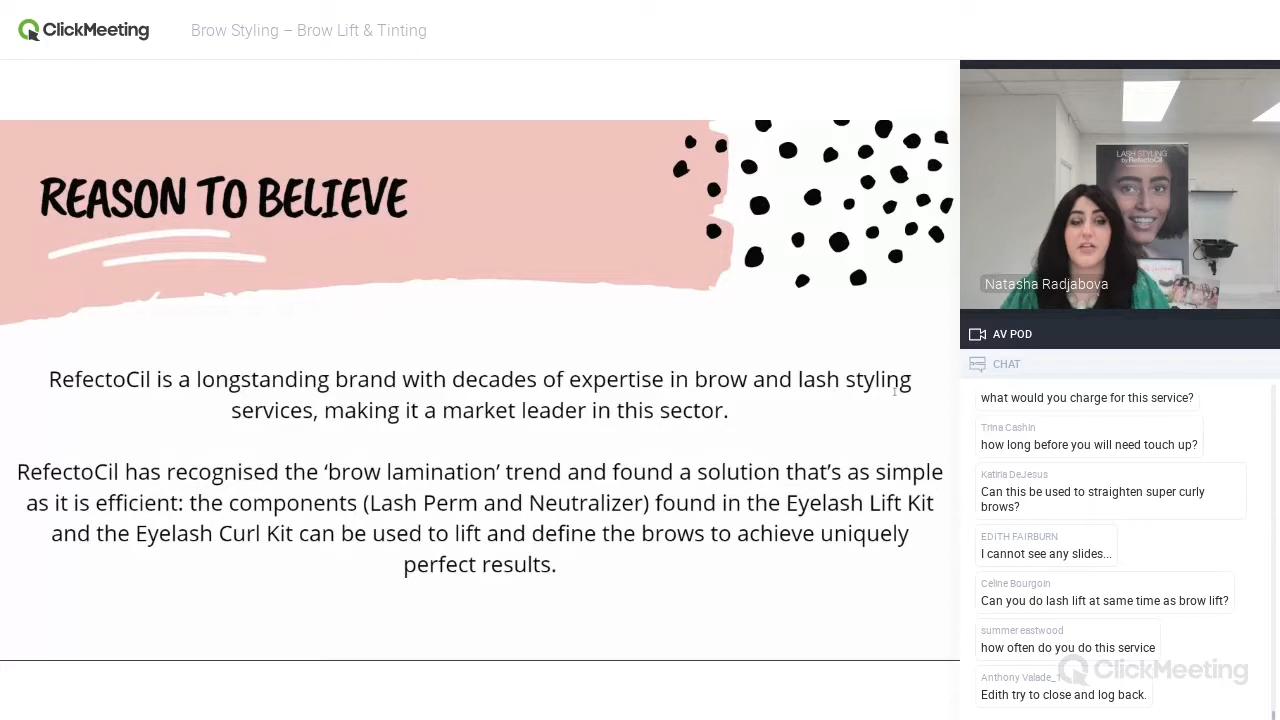 ClickMeeting
Brow Styling – Brow Lift & Tinting
REASON TO BELIEVE
RefectoCil is a longstanding brand with decades of expertise in brow and lash styling
services, making it a market leader in this sector.
RefectoCil has recognised the ‘brow lamination’ trend and found a solution that’s as simple
as it is efficient: the components (Lash Perm and Neutralizer) found in the Eyelash Lift Kit
and the Eyelash Curl Kit can be used to lift and define the brows to achieve uniquely
perfect results.
LASH STYLING
by RefectoCil
Natasha Radjabova
AV POD
CHAT
what would you charge for this service?
Trina Cashin
how long before you will need touch up?
Katiria DeJesus
Can this be used to straighten super curly
brows?
EDITH FAIRBURN
I cannot see any slides...
Celine Bourgoin
Can you do lash lift at same time as brow lift?
summer eastwood
how often do you do this service
Anthony Valade_1
Edith try to close and log back.
ClickMeeting